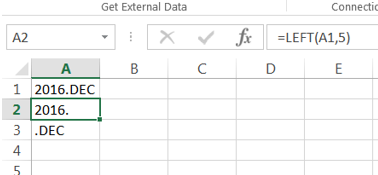 Get External Data Connectio
A2 fx =LEFT(A1,5)
A B C D E
1 2016.DEC
2 2016.
3 .DEC
4
5